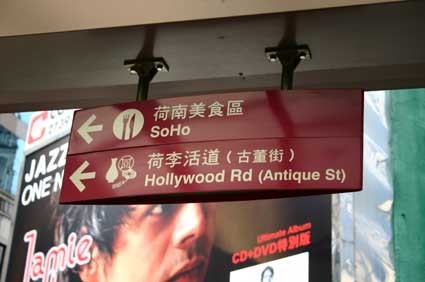 荷南美食區
SoHo
荷李活道（古董街）
Hollywood Rd (Antique St)
JAZZ
ONE N
Jamie
Ultimate Album
CD+DVD特別版